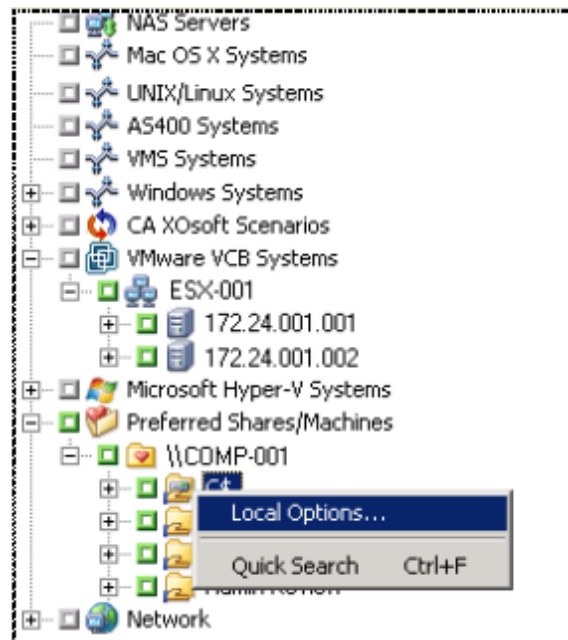 NAS Servers
Mac OS X Systems
UNIX/Linux Systems
AS400 Systems
VMS Systems
Windows Systems
CA XOsoft Scenarios
VMware VCB Systems
ESX-001
172.24.001.001
172.24.001.002
Microsoft Hyper-V Systems
Preferred Shares/Machines
\\COMP-001
C$
Local Options...
Quick Search Ctrl+F
Network